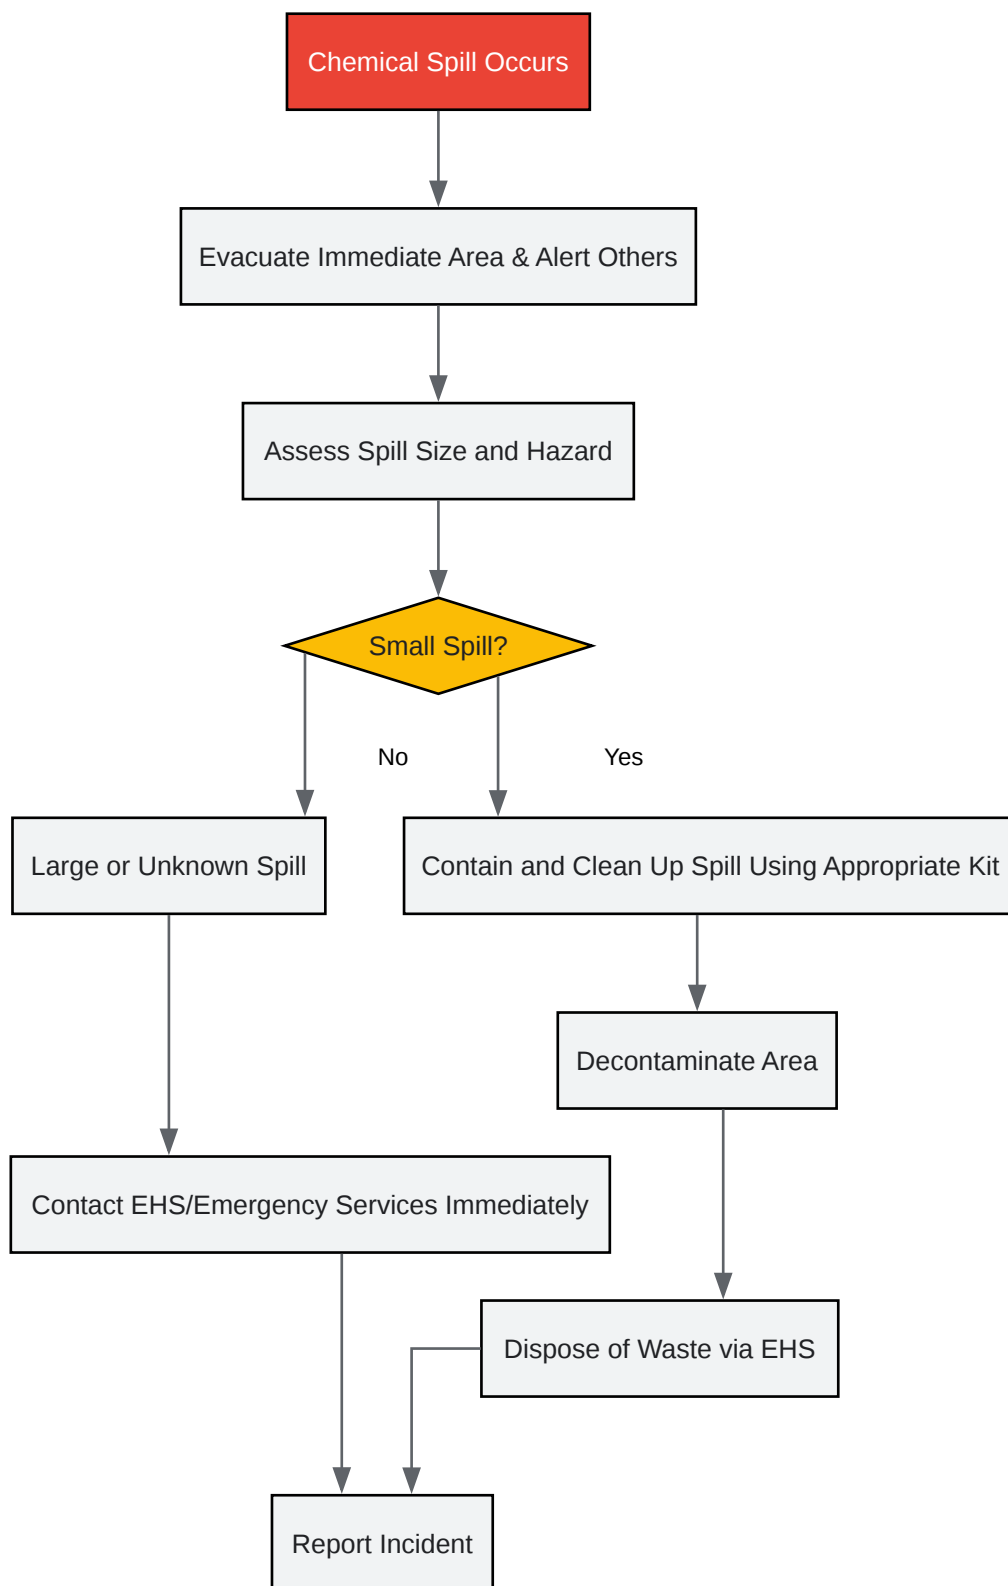 Chemical Spill Occurs
Evacuate Immediate Area & Alert Others
Assess Spill Size and Hazard
Small Spill?
No
Yes
Large or Unknown Spill
Contain and Clean Up Spill Using Appropriate Kit
Decontaminate Area
Contact EHS/Emergency Services Immediately
Dispose of Waste via EHS
Report Incident